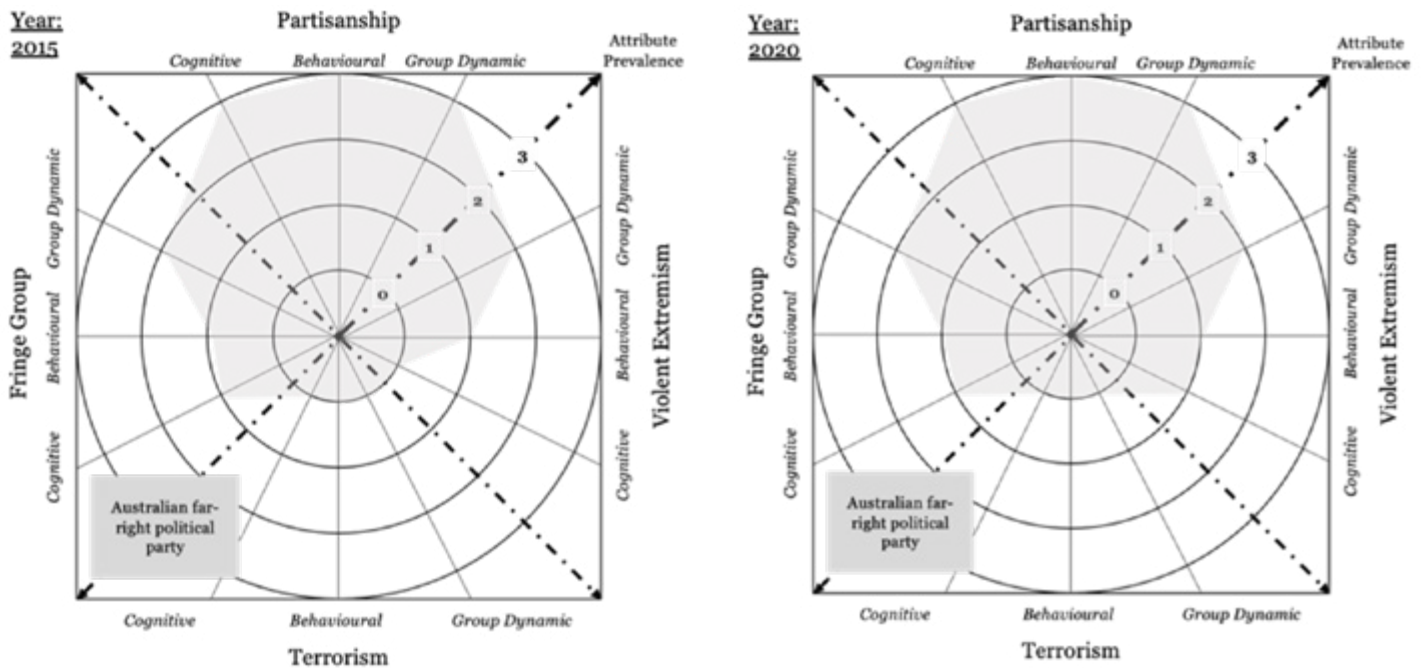 Year:
2015
Partisanship
Cognitive
Behavioural
Group Dynamic
Attribute
Prevalence
3
2
1
0
Fringe Group
Group Dynamic
Behavioural
Cognitive
Violent Extremism
Group Dynamic
Behavioural
Cognitive
Australian far-
right political
party
Cognitive
Behavioural
Group Dynamic
Terrorism
Year:
2020
Partisanship
Cognitive
Behavioural
Group Dynamic
Attribute
Prevalence
3
2
1
0
Fringe Group
Group Dynamic
Behavioural
Cognitive
Violent Extremism
Group Dynamic
Behavioural
Cognitive
Australian far-
right political
party
Cognitive
Behavioural
Group Dynamic
Terrorism